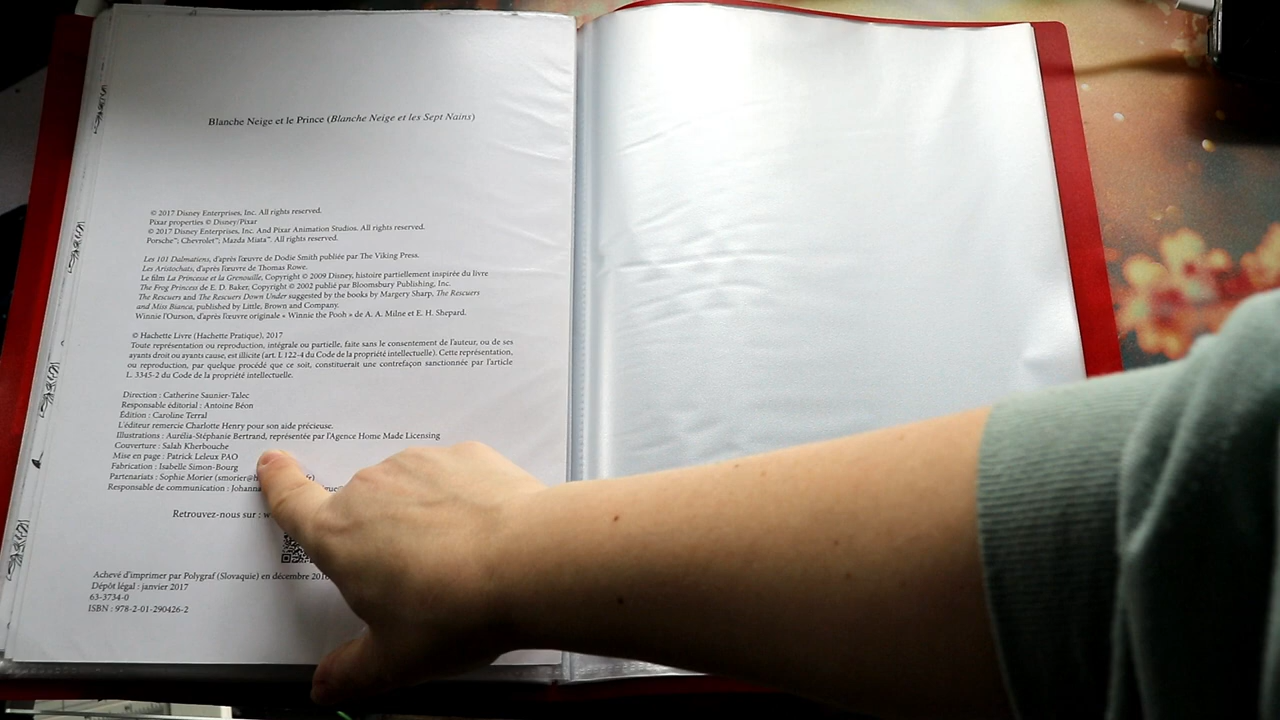 Blanche Neige et le Prince (Blanche Neige et les Sept Nains)
© 2017 Disney Enterprises, Inc. All rights reserved.
Pixar properties © Disney/Pixar
© 2017 Disney Enterprises, Inc. And Pixar Animation Studios. All rights reserved.
Porsche™; Chevrolet™; Mazda Miata™. All rights reserved.
Les 101 Dalmatiens, d'après l'œuvre de Dodie Smith publiée par The Viking Press.
Les Aristochats, d'après l'œuvre de Thomas Rowe.
Le film La Princesse et la Grenouille, Copyright © 2009 Disney, histoire partiellement inspirée du livre
The Frog Princess de E. D. Baker, Copyright © 2002 publié par Bloomsbury Publishing, Inc.
The Rescuers and The Rescuers Down Under suggested by the books by Margery Sharp, The Rescuers
and Miss Bianca, published by Little, Brown and Company.
Winnie l'Ourson, d'après l'œuvre originale « Winnie the Pooh » de A. A. Milne et E. H. Shepard.
© Hachette Livre (Hachette Pratique), 2017
Toute représentation ou reproduction, intégrale ou partielle, faite sans le consentement de l'auteur, ou de ses
ayants droit ou ayants cause, est illicite (art. L 122-4 du Code de la propriété intellectuelle). Cette représentation,
ou reproduction, par quelque procédé que ce soit, constituerait une contrefaçon sanctionnée par l'article
L. 3345-2 du Code de la propriété intellectuelle.
Direction : Catherine Saunier-Talec
Responsable éditorial : Antoine Béon
Édition : Caroline Terral
L'éditeur remercie Charlotte Henry pour son aide précieuse.
Illustrations : Aurélia-Stéphanie Bertrand, représentée par l'Agence Home Made Licensing
Couverture : Salah Kherbouche
Mise en page : Patrick Leleux PAO
Fabrication : Isabelle Simon-Bourg
Partenariats : Sophie Morier
Responsable de communication :
Retrouvez-nous sur :
Achevé d'imprimer par Polygraf (Slovaquie) en décembre
Dépôt légal : janvier 2017
63-3734-0
ISBN : 978-2-01-290426-2